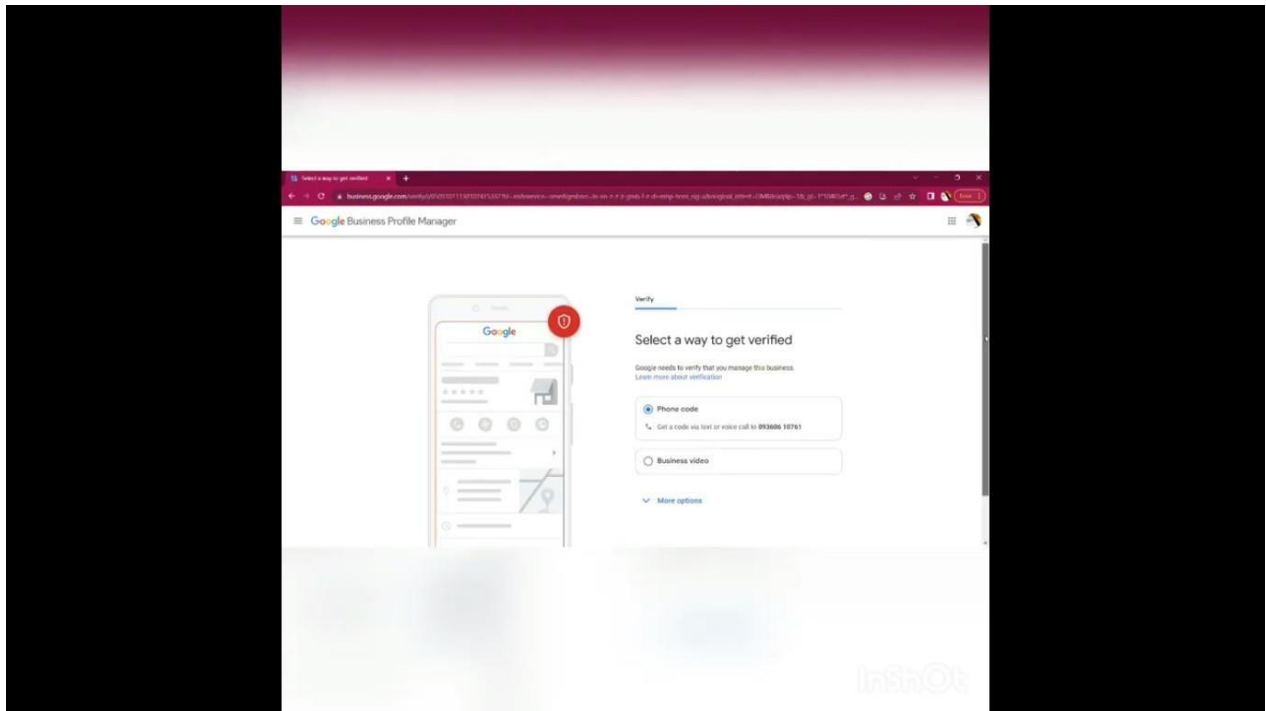 Select a way to get verified
Google Business Profile Manager
Google
Verify
Select a way to get verified
Google needs to verify that you manage this business.
Learn more about verification
Phone code
Get a code via text or voice call to 093606 10761
Business video
More options
InShOt